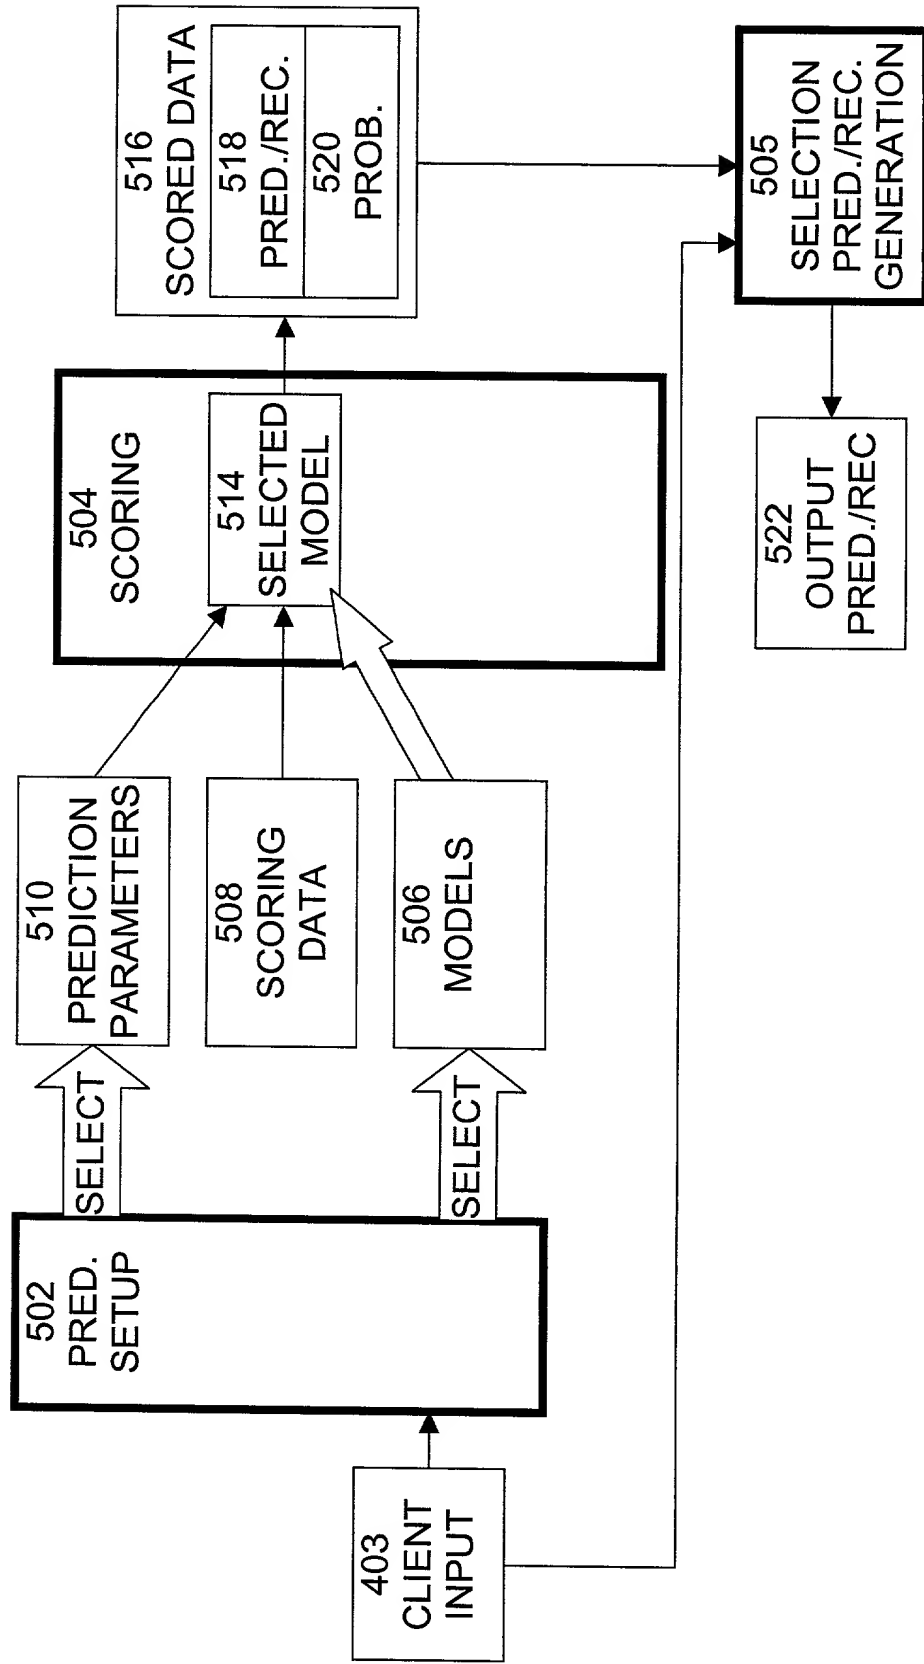 403
CLIENT
INPUT
502
PRED.
SETUP
SELECT
SELECT
510
PREDICTION
PARAMETERS
508
SCORING
DATA
506
MODELS
504
SCORING
514
SELECTED
MODEL
516
SCORED DATA
518
PRED./REC.
520
PROB.
505
SELECTION
PRED./REC.
GENERATION
522
OUTPUT
PRED./REC